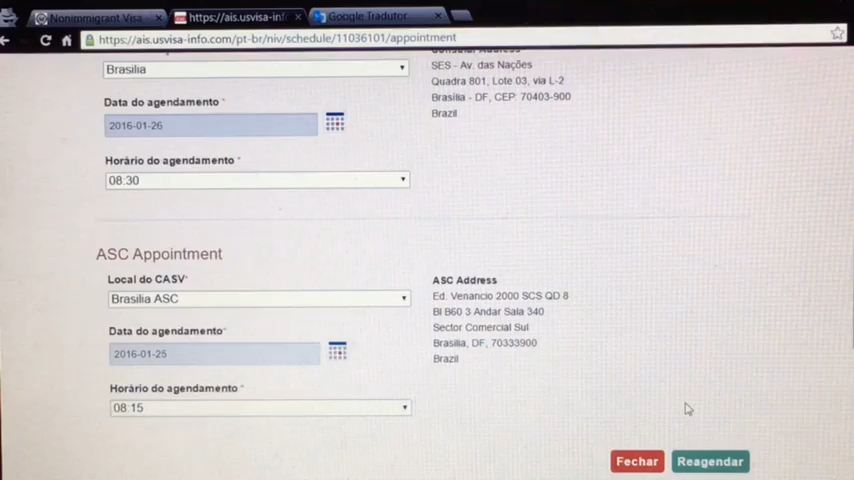 Nonimmigrant Visa
https://ais.usvisa-inf
Google Tradutor
https://ais.usvisa-info.com/pt-br/niv/schedule/11036101/appointment
Consular Address
Brasilia
SES - Av. das Nações
Quadra 801, Lote 03, via L-2
Data do agendamento *
Brasília - DF, CEP: 70403-900
Brazil
2016-01-26
Horário do agendamento *
08:30
ASC Appointment
Local do CASV*
ASC Address
Brasilia ASC
Ed. Venancio 2000 SCS QD 8
Bl B60 3 Andar Sala 340
Sector Comercial Sul
Data do agendamento*
Brasilia, DF, 70333900
2016-01-25
Brazil
Horário do agendamento *
08:15
Fechar
Reagendar